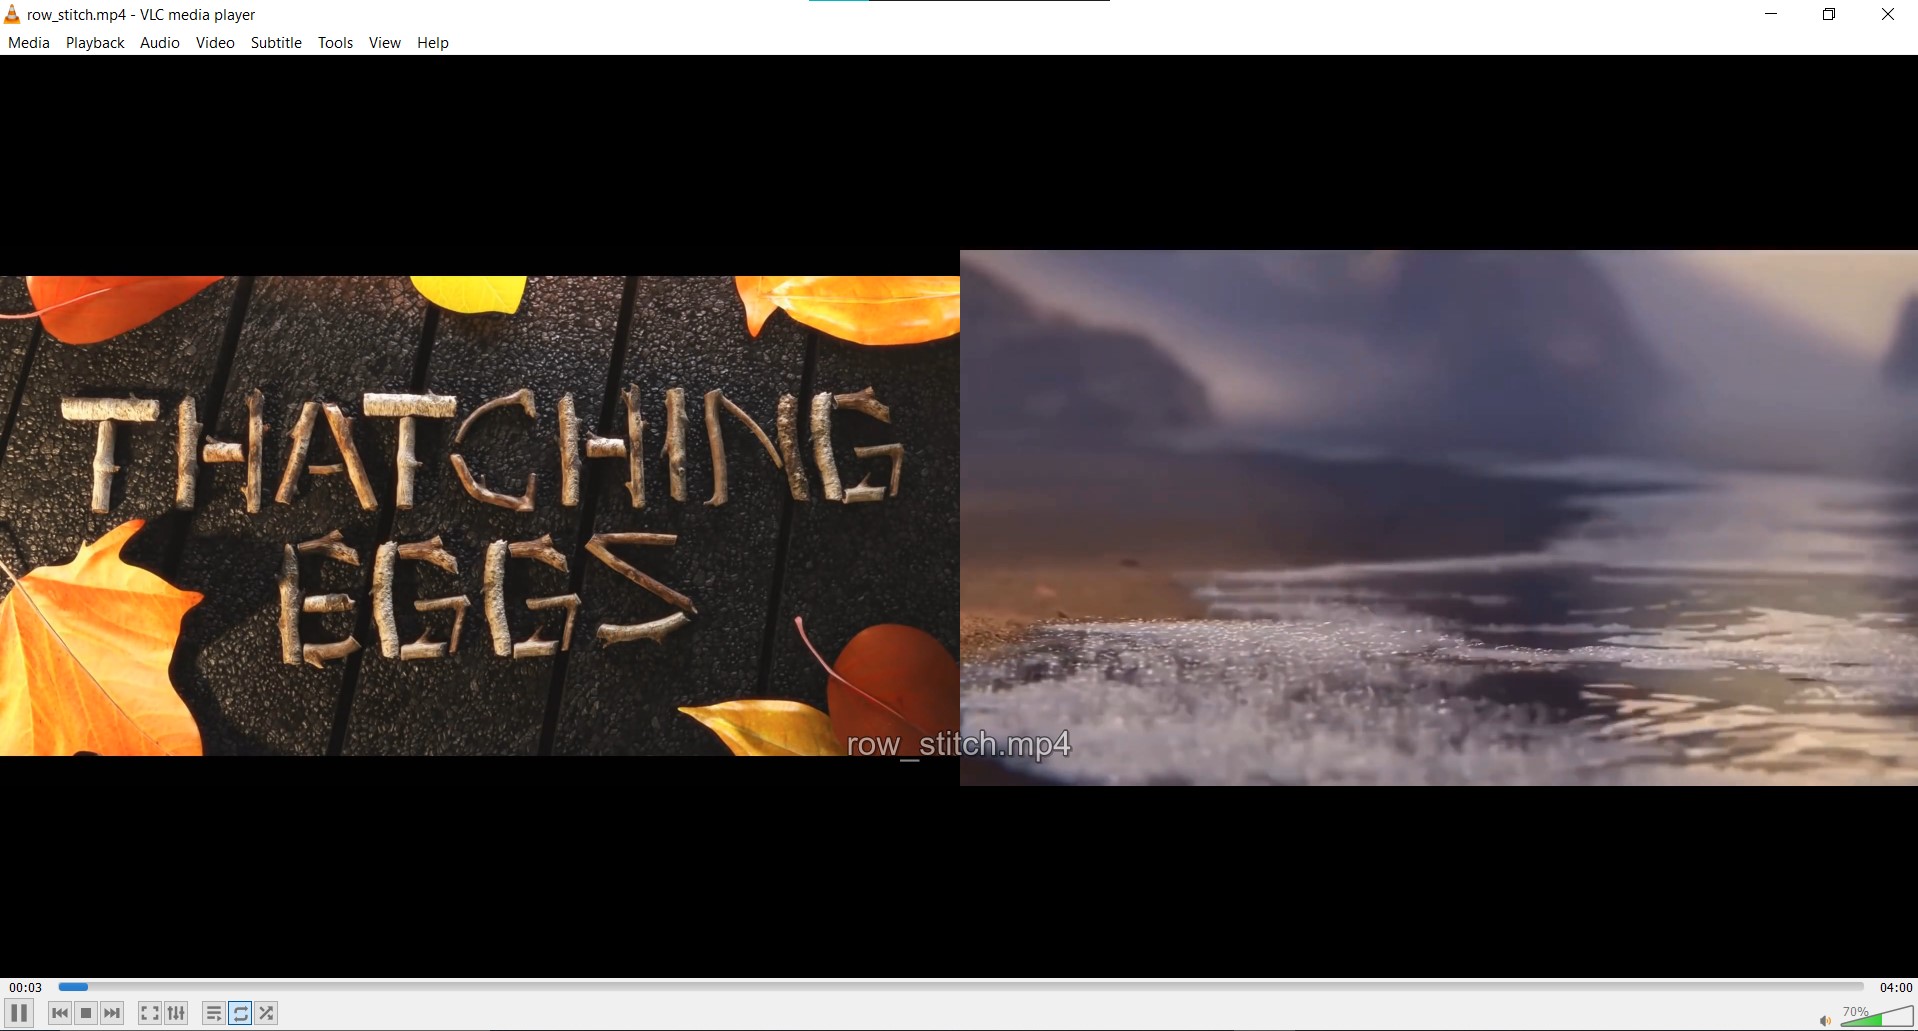 row_stitch.mp4 - VLC media player
Media Playback Audio Video Subtitle Tools View Help
THATCHING
EGGS
row_stitch.mp4
00:03 04:00
70%